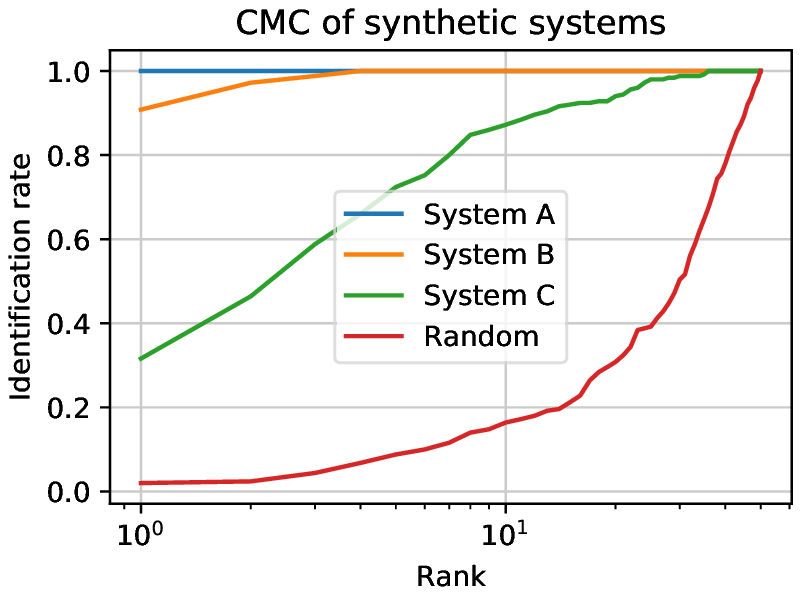 CMC of synthetic systems
Identification rate
1.0
0.8
0.6
0.4
0.2
0.0
System A
System B
System C
Random
10⁰
10¹
Rank